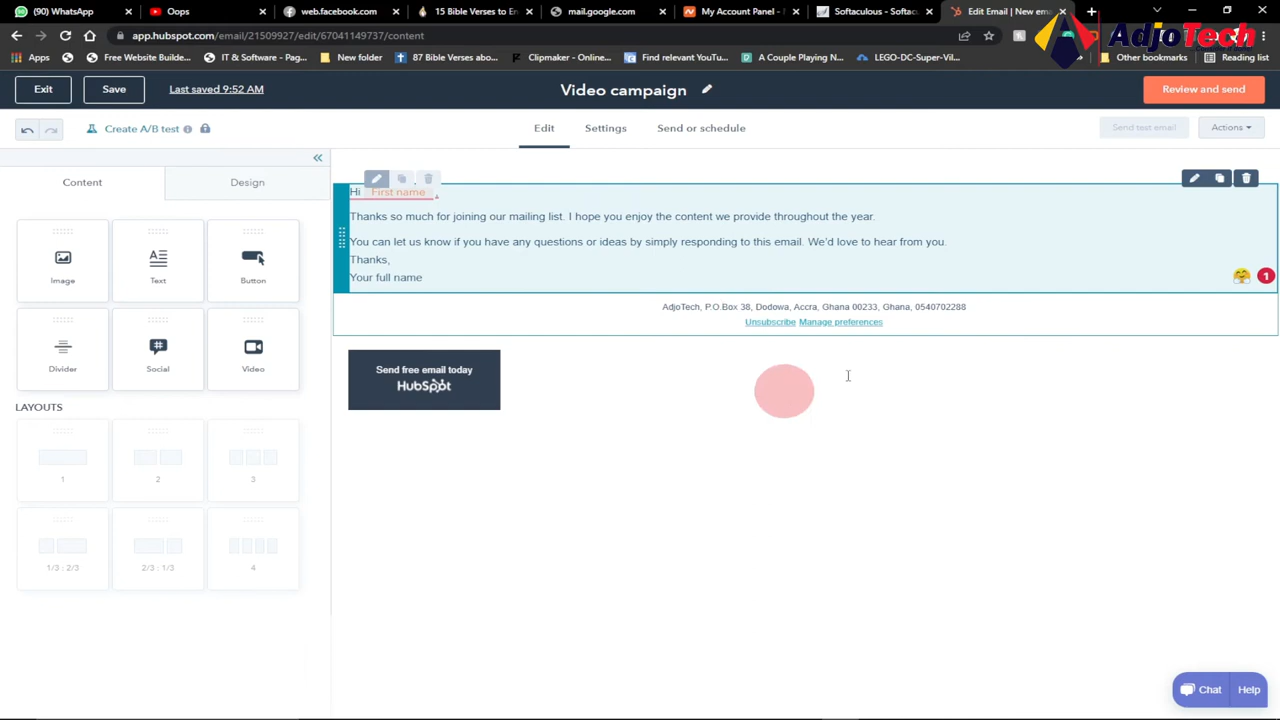 (90) WhatsApp
Oops
web.facebook.com
15 Bible Verses to En
mail.google.com
My Account Panel -
Softaculous - Softac
Edit Email | New ema
app.hubspot.com/email/21509927/edit/67041149737/content
AdjoTech
Apps
Free Website Builder...
IT & Software - Pag...
New folder
87 Bible Verses abo...
Clipmaker - Online...
Find relevant YouTu...
A Couple Playing N...
LEGO-DC-Super-Vil...
Other bookmarks
Reading list
Exit
Save
Last saved 9:52 AM
Video campaign
Review and send
Create A/B test
Edit
Settings
Send or schedule
Send test email
Actions
Content
Design
Image
Text
Button
Divider
Social
Video
LAYOUTS
1
2
3
1/3 : 2/3
2/3 : 1/3
4
Hi First name ,
Thanks so much for joining our mailing list. I hope you enjoy the content we provide throughout the year.
You can let us know if you have any questions or ideas by simply responding to this email. We'd love to hear from you.
Thanks,
Your full name
1
AdjoTech, P.O.Box 38, Dodowa, Accra, Ghana 00233, Ghana, 0540702288
Unsubscribe Manage preferences
Send free email today
HubSpot
Chat
Help